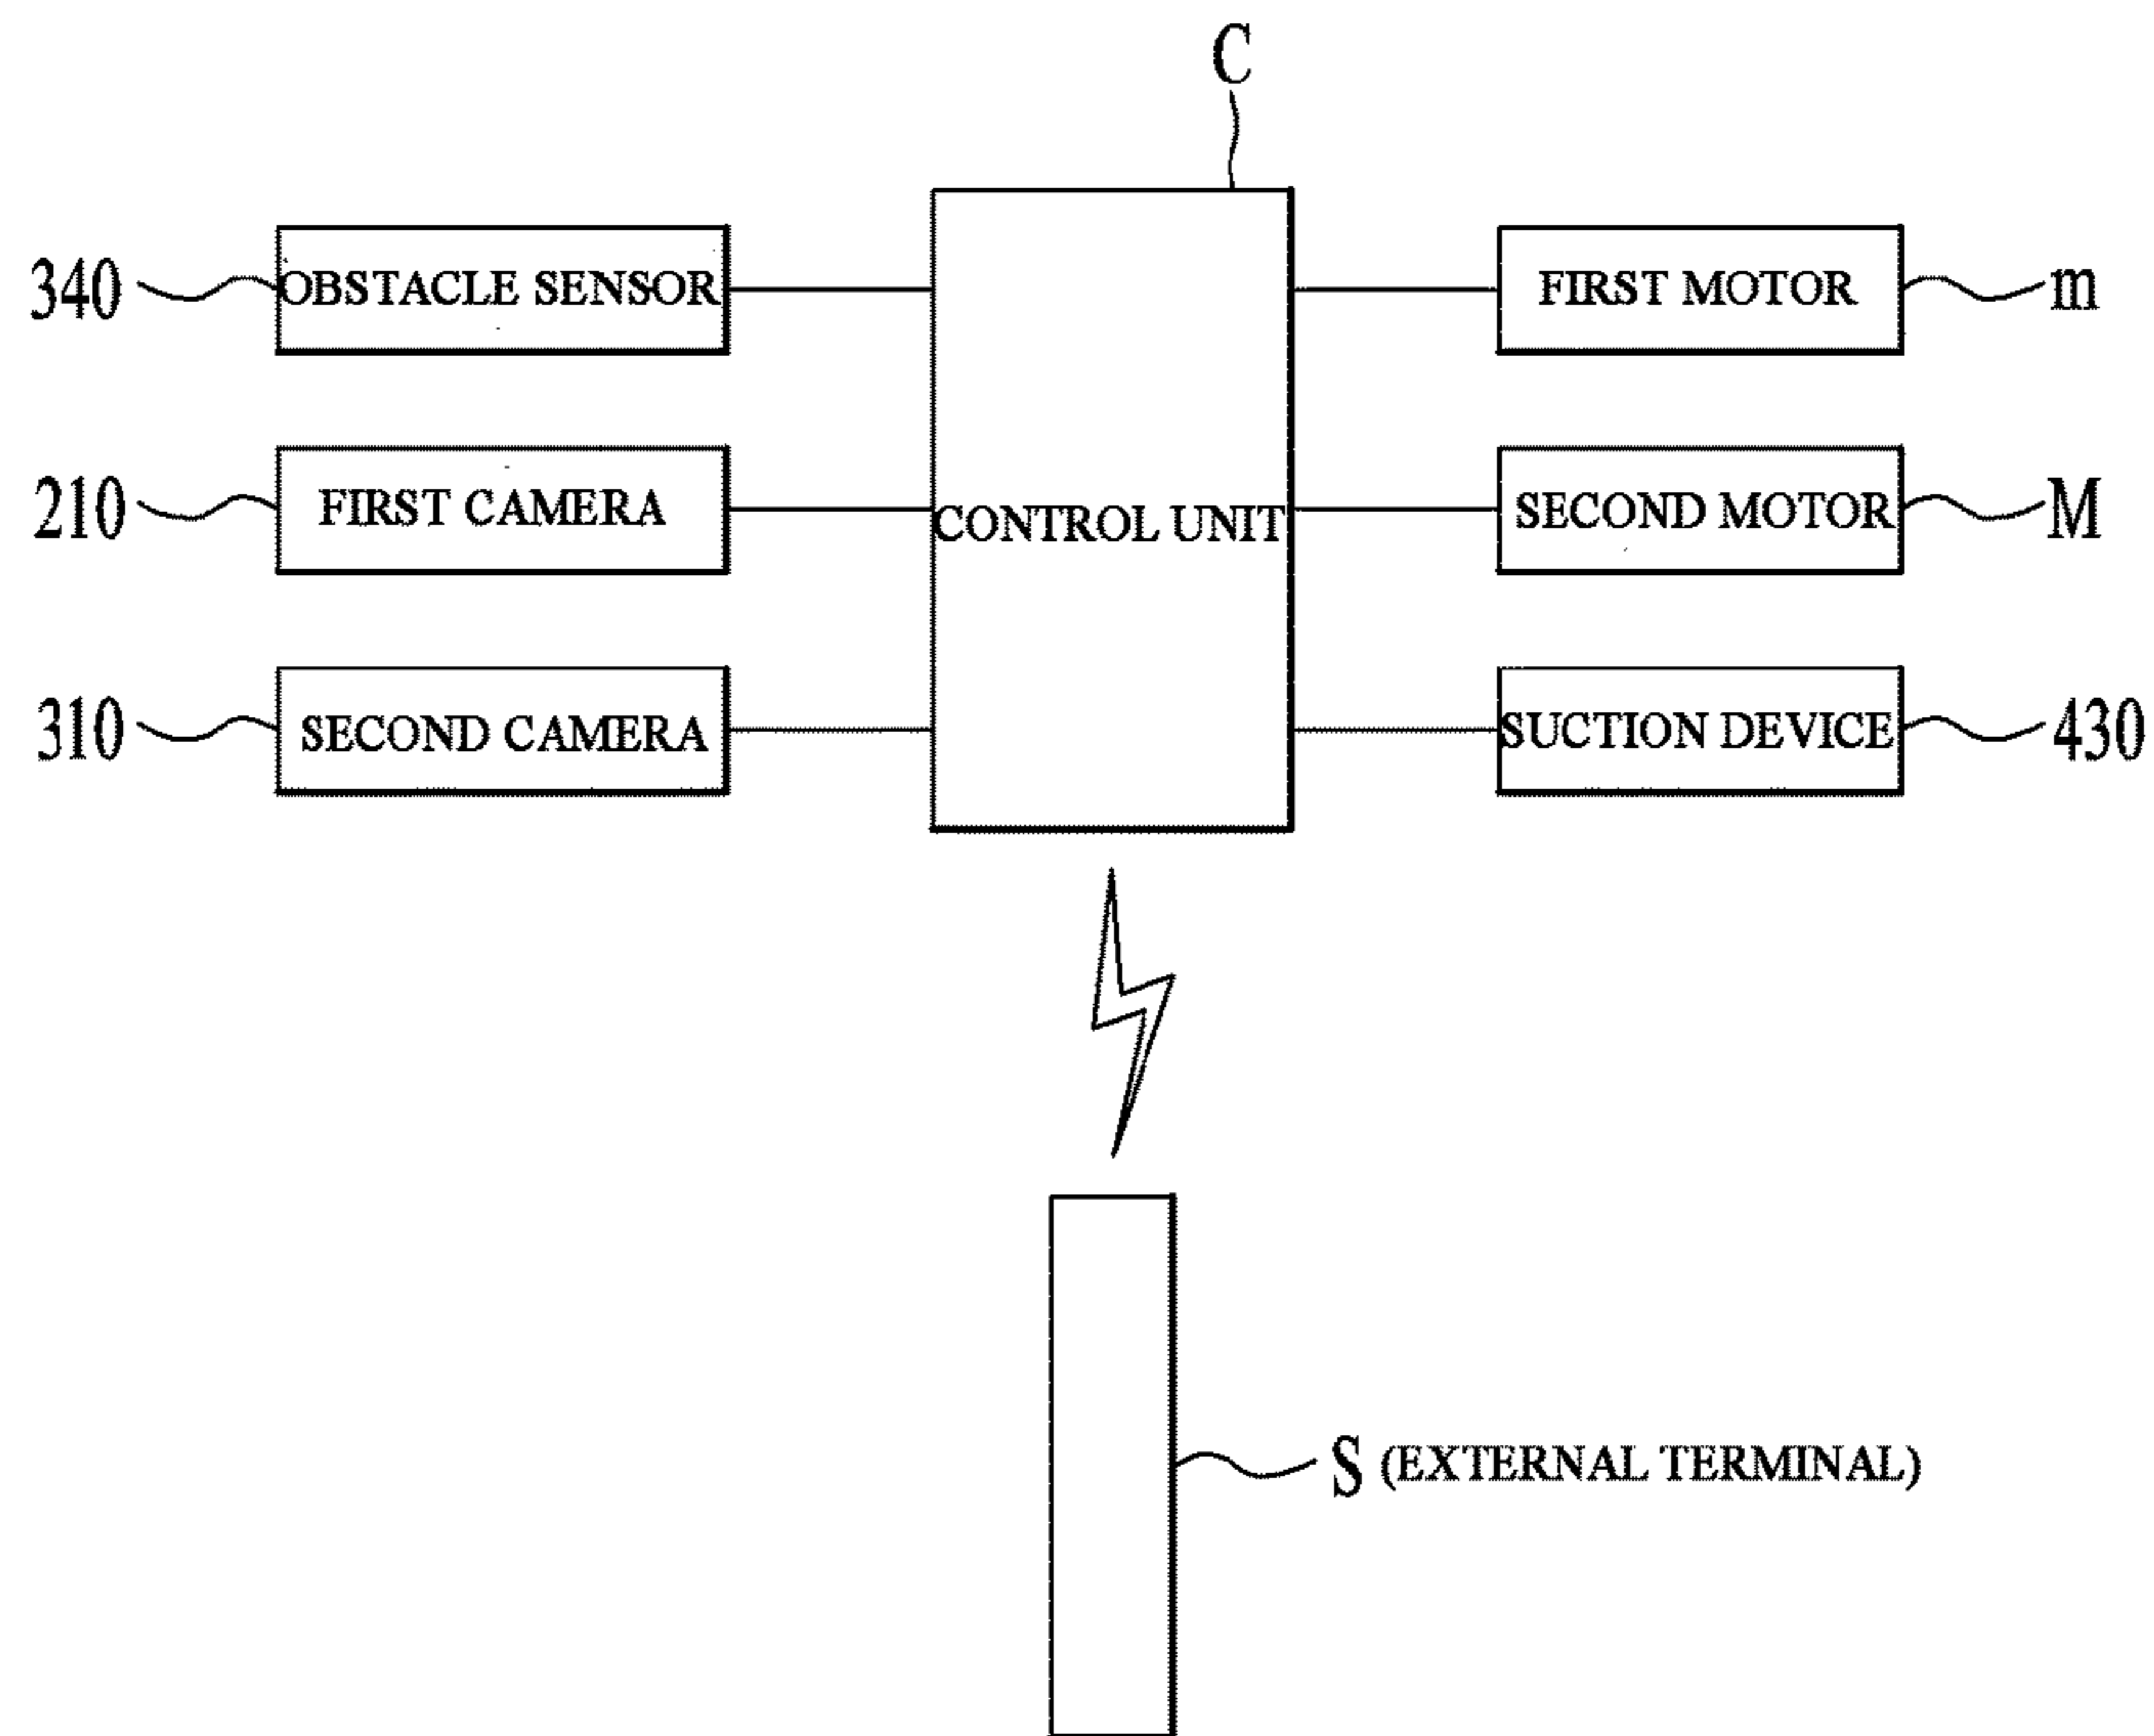 C
340 OBSTACLE SENSOR FIRST MOTOR m
210 FIRST CAMERA CONTROL UNIT SECOND MOTOR M
310 SECOND CAMERA SUCTION DEVICE 430
S (EXTERNAL TERMINAL)